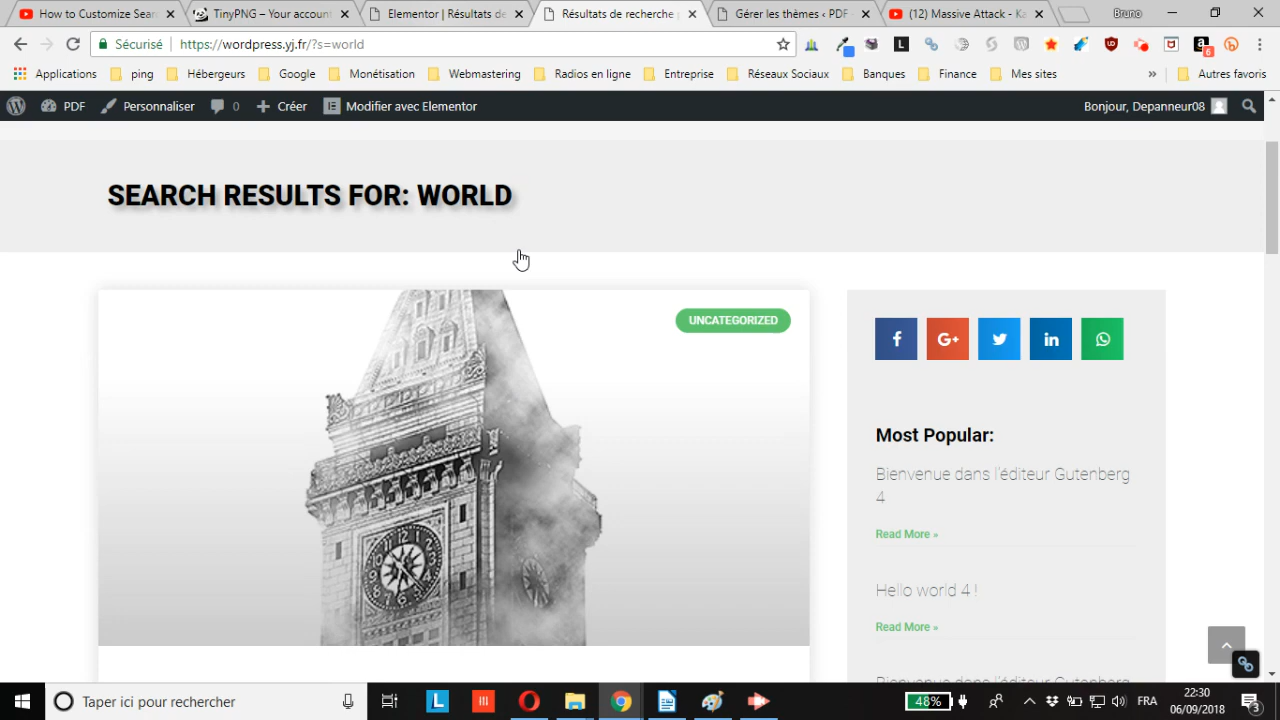 How to Customize Sear
TinyPNG – Your accoun
Elementor | Résultats de
Résultats de recherche
Gérer les thèmes ‹ PDF
(12) Massive Attack - Ka
Bruno
Sécurisé
https://wordpress.yj.fr/?s=world
Applications
ping
Hébergeurs
Google
Monétisation
Webmastering
Radios en ligne
Entreprise
Réseaux Sociaux
Banques
Finance
Mes sites
»
Autres favoris
PDF
Personnaliser
0
Créer
Modifier avec Elementor
Bonjour, Depanneur08
SEARCH RESULTS FOR: WORLD
UNCATEGORIZED
Most Popular:
Bienvenue dans l'éditeur Gutenberg
4
Read More »
Hello world 4 !
Read More »
Taper ici pour rechercher
48%
FRA
22:30
06/09/2018
3